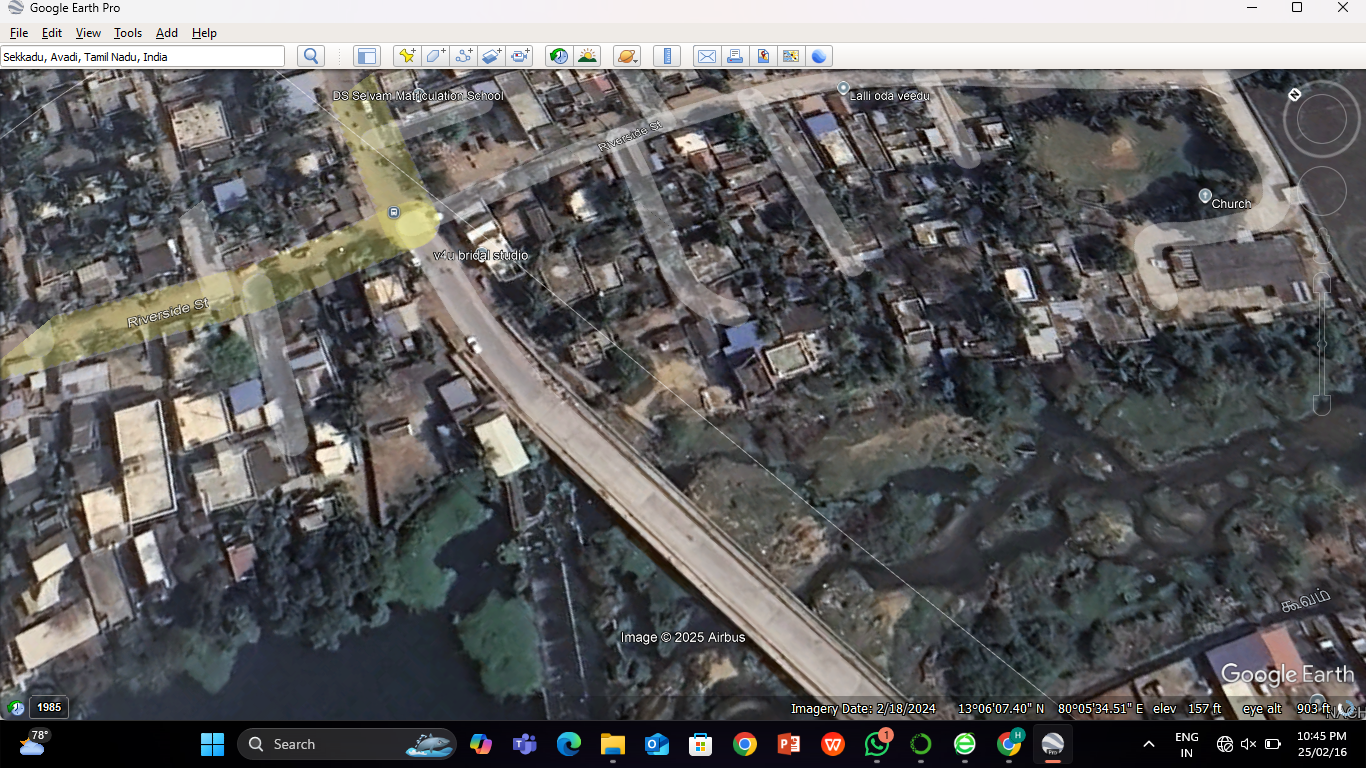 Google Earth Pro
File Edit View Tools Add Help
Sekkadu, Avadi, Tamil Nadu, India
DS Selvam Matriculation School
Lalli oda veedu
Riverside St
Church
v4u bridal studio
Riverside St
கூவம்
Image © 2025 Airbus
Google Earth
1985
Imagery Date: 2/18/2024 13°06'07.40" N 80°05'34.51" E elev 157 ft eye alt 903 ft
NACH
78°
Search
1
H
ENG
IN
10:45 PM
25/02/16